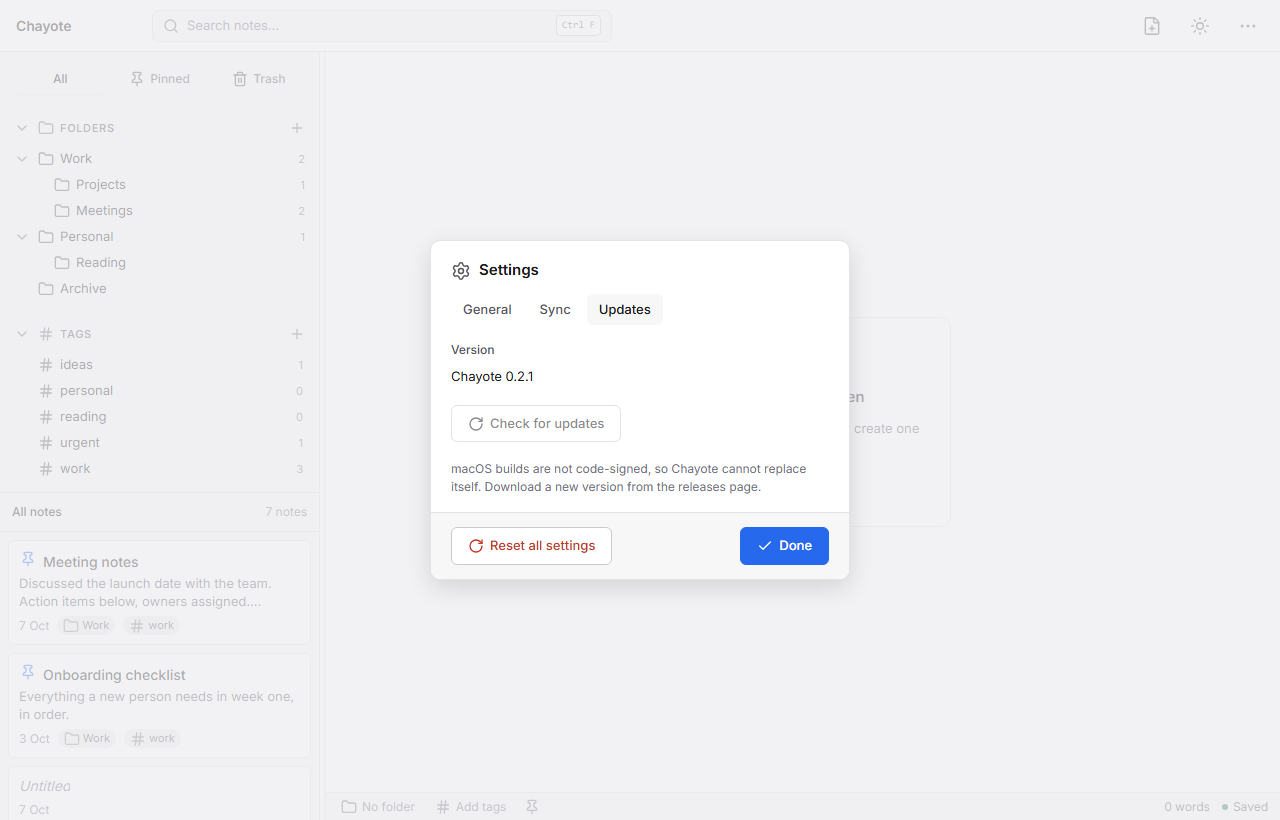 Chayote
Search notes...
Ctrl F
All
Pinned
Trash
FOLDERS
Work
2
Projects
1
Meetings
2
Personal
1
Reading
Archive
TAGS
ideas
1
personal
0
reading
0
urgent
1
work
3
All notes
7 notes
Meeting notes
Discussed the launch date with the team.
Action items below, owners assigned....
7 Oct
Work
work
Onboarding checklist
Everything a new person needs in week one,
in order.
3 Oct
Work
work
Untitled
7 Oct
Settings
General
Sync
Updates
Version
Chayote 0.2.1
Check for updates
macOS builds are not code-signed, so Chayote cannot replace
itself. Download a new version from the releases page.
Reset all settings
Done
create one
No folder
Add tags
0 words
Saved